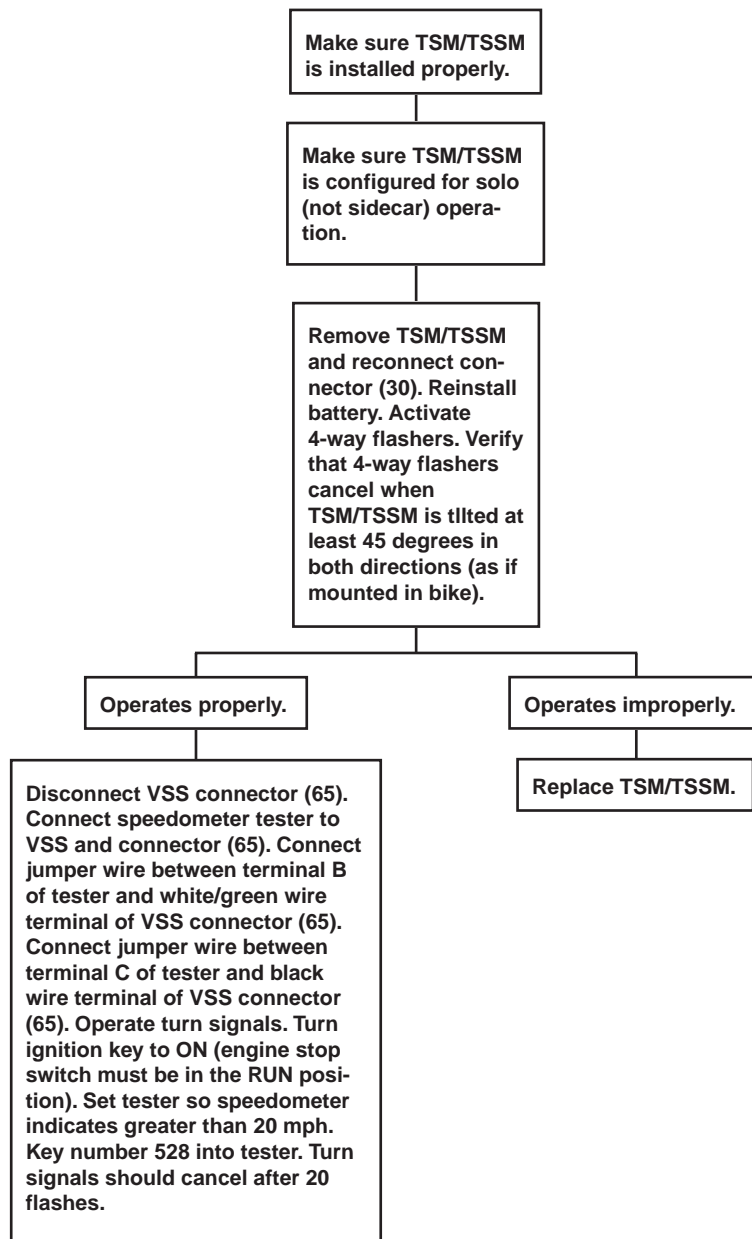 Make sure TSM/TSSM
is installed properly.
Make sure TSM/TSSM
is configured for solo
(not sidecar) opera-
tion.
Remove TSM/TSSM
and reconnect con-
nector (30). Reinstall
battery. Activate
4-way flashers. Verify
that 4-way flashers
cancel when
TSM/TSSM is tIlted at
least 45 degrees in
both directions (as if
mounted in bike).
Operates properly.
Operates improperly.
Disconnect VSS connector (65).
Connect speedometer tester to
VSS and connector (65). Connect
jumper wire between terminal B
of tester and white/green wire
terminal of VSS connector (65).
Connect jumper wire between
terminal C of tester and black
wire terminal of VSS connector
(65). Operate turn signals. Turn
ignition key to ON (engine stop
switch must be in the RUN posi-
tion). Set tester so speedometer
indicates greater than 20 mph.
Key number 528 into tester. Turn
signals should cancel after 20
flashes.
Replace TSM/TSSM.